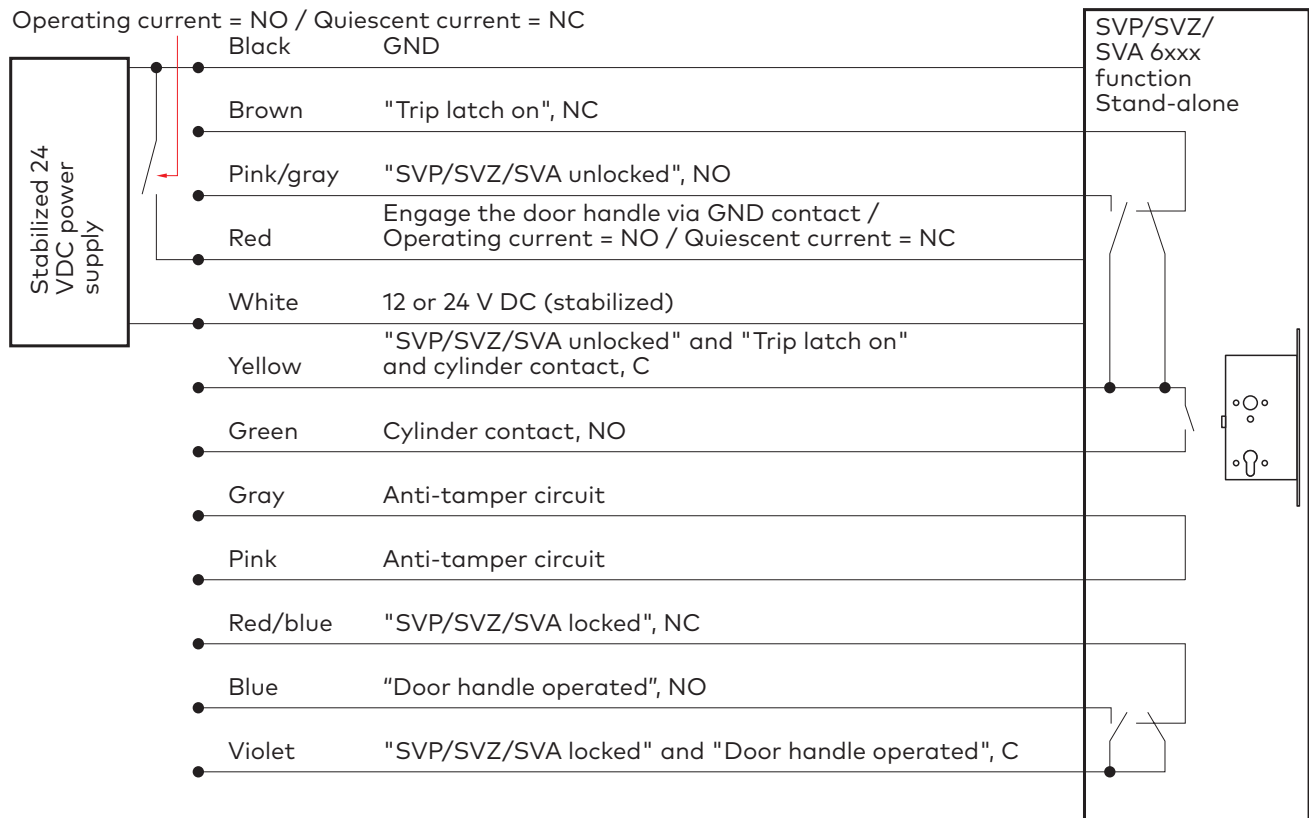 Operating current = NO / Quiescent current = NC
Stabilized 24
VDC power
supply
SVP/SVZ/
SVA 6xxx
function
Stand-alone
Black GND
Brown "Trip latch on", NC
Pink/gray "SVP/SVZ/SVA unlocked", NO
Engage the door handle via GND contact /
Red Operating current = NO / Quiescent current = NC
White 12 or 24 V DC (stabilized)
"SVP/SVZ/SVA unlocked" and "Trip latch on"
Yellow and cylinder contact, C
Green Cylinder contact, NO
Gray Anti-tamper circuit
Pink Anti-tamper circuit
Red/blue "SVP/SVZ/SVA locked", NC
Blue “Door handle operated”, NO
Violet "SVP/SVZ/SVA locked" and "Door handle operated", C